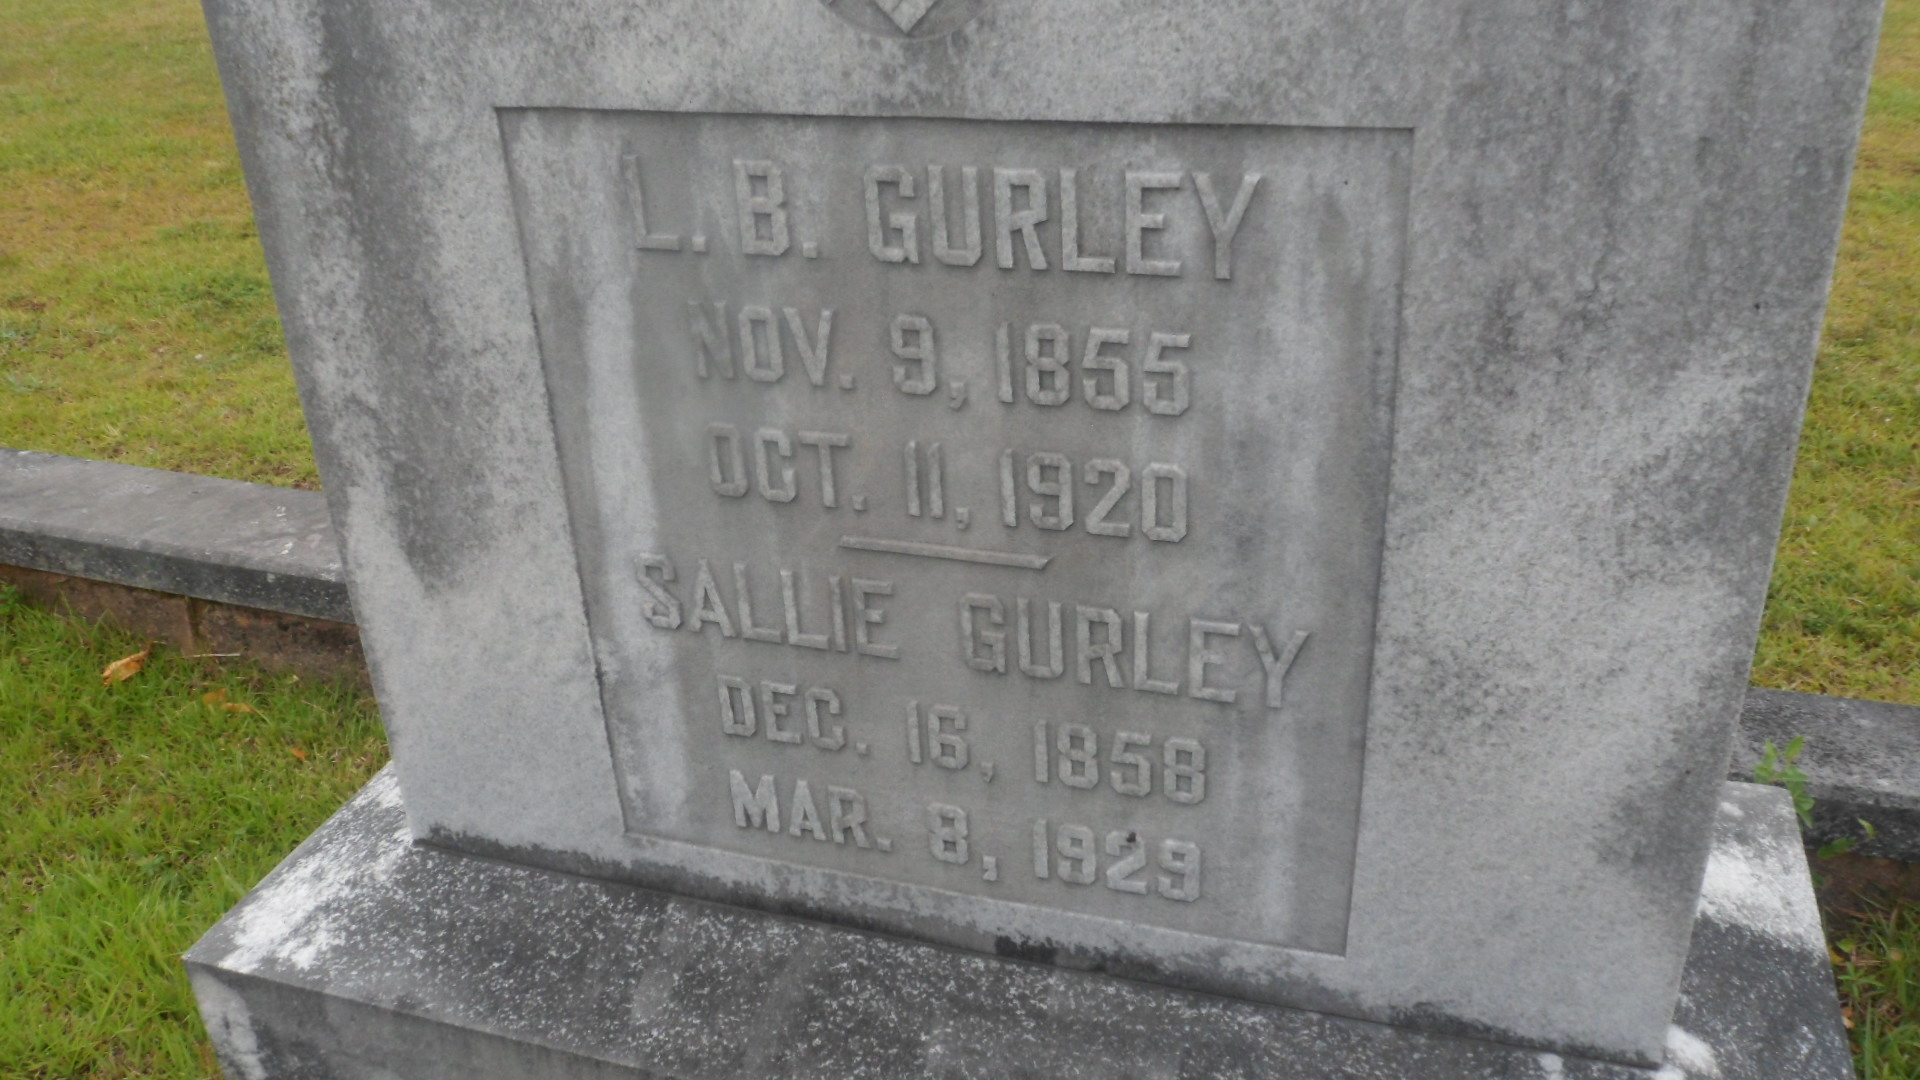 L. B. GURLEY
NOV. 9, 1855
OCT. 11, 1920
SALLIE GURLEY
DEC. 16, 1858
MAR. 8, 1929